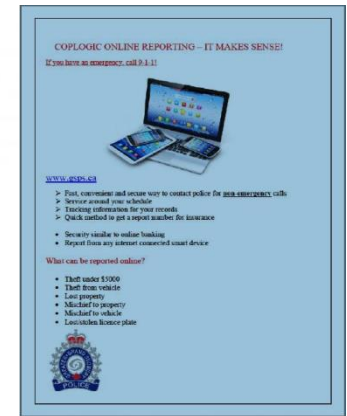 COPLOGIC ONLINE REPORTING – IT MAKES SENSE!
If you have an emergency, call 9-1-1!
www.gsps.ca
➢ Fast, convenient and secure way to contact police for non-emergency calls
➢ Service around your schedule
➢ Tracking information for your records
➢ Quick method to get a report number for insurance
• Security similar to online banking
• Report from any internet connected smart device
What can be reported online?
• Theft under $5000
• Theft from vehicle
• Lost property
• Mischief to property
• Mischief to vehicle
• Lost/stolen licence plate
POLICE